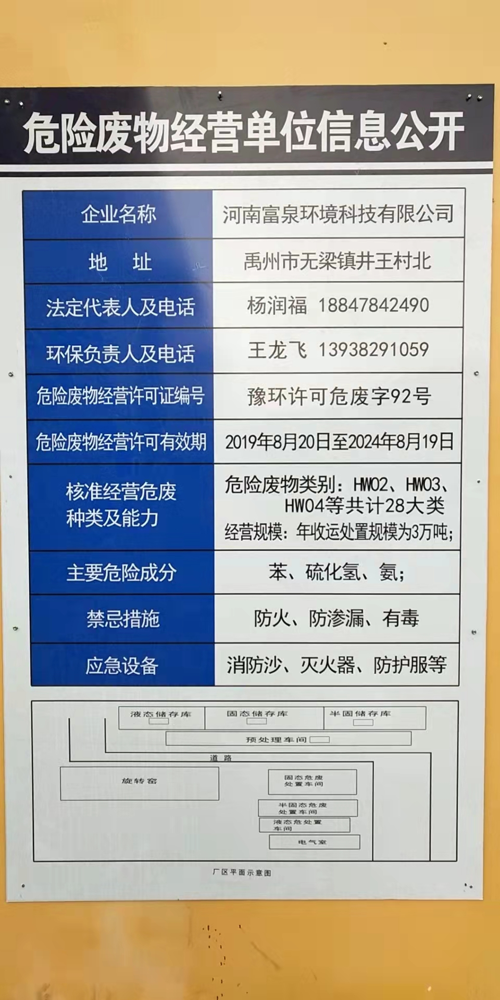 危险废物经营单位信息公开
企业名称 河南富泉环境科技有限公司
地 址 禹州市无梁镇井王村北
法定代表人及电话 杨润福 18847842490
环保负责人及电话 王龙飞 13938291059
危险废物经营许可证编号 豫环许可危废字92号
危险废物经营许可有效期 2019年8月20日至2024年8月19日
核准经营危废
种类及能力
危险废物类别：HW02、HW03、
HW04等共计28大类
经营规模：年收运处置规模为3万吨；
主要危险成分 苯、硫化氢、氨；
禁忌措施 防火、防渗漏、有毒
应急设备 消防沙、灭火器、防护服等
液态储存库 固态储存库 半固储存库
预处理车间
道 路
旋转窑
固态危废
处置车间
半固态危废
处置车间
液态危处置
车间
电气室
厂区平面示意图